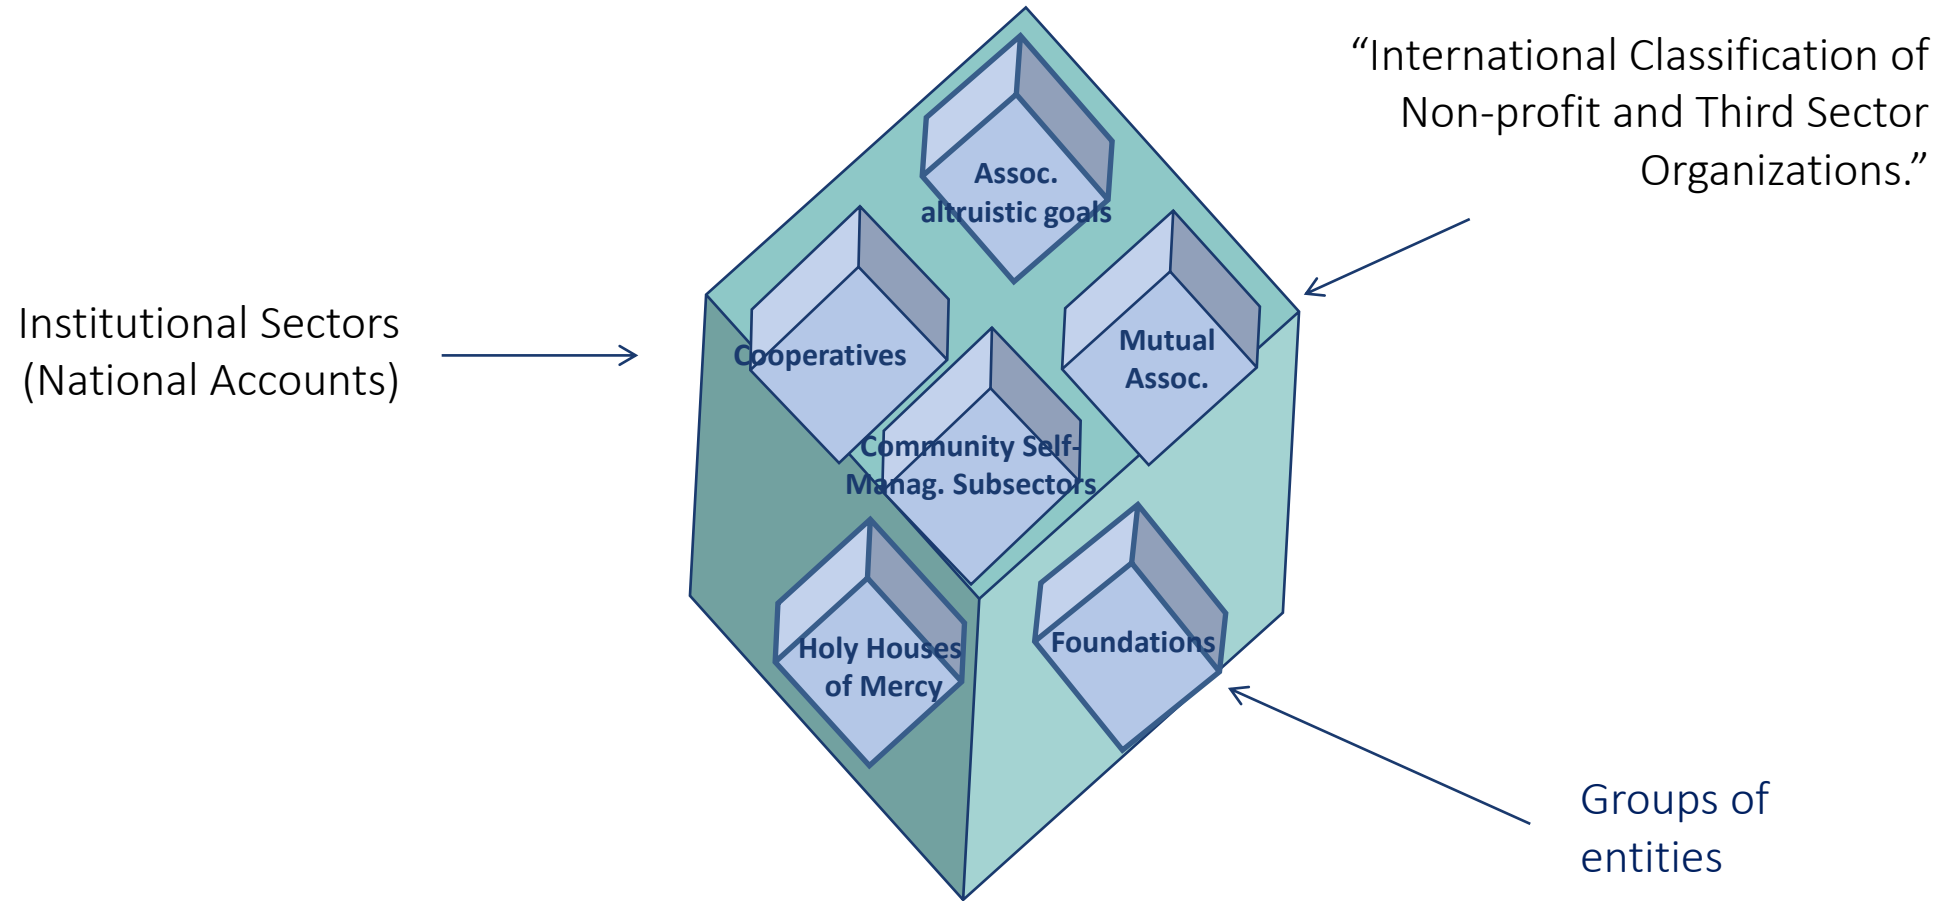 “International Classification of
Non-profit and Third Sector
Organizations.”
Assoc.
altruistic goals
Institutional Sectors
(National Accounts)
Cooperatives
Mutual
Assoc.
Community Self-
Manag. Subsectors
Holy Houses
of Mercy
Foundations
Groups of
entities